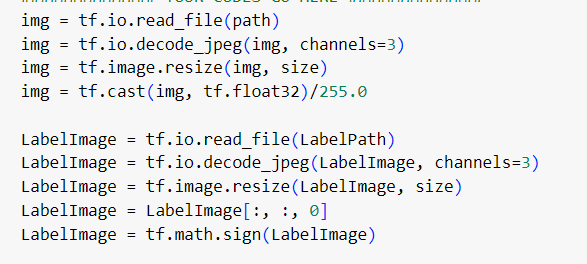 img = tf.io.read_file(path)
img = tf.io.decode_jpeg(img, channels=3)
img = tf.image.resize(img, size)
img = tf.cast(img, tf.float32)/255.0
LabelImage = tf.io.read_file(LabelPath)
LabelImage = tf.io.decode_jpeg(LabelImage, channels=3)
LabelImage = tf.image.resize(LabelImage, size)
LabelImage = LabelImage[:, :, 0]
LabelImage = tf.math.sign(LabelImage)